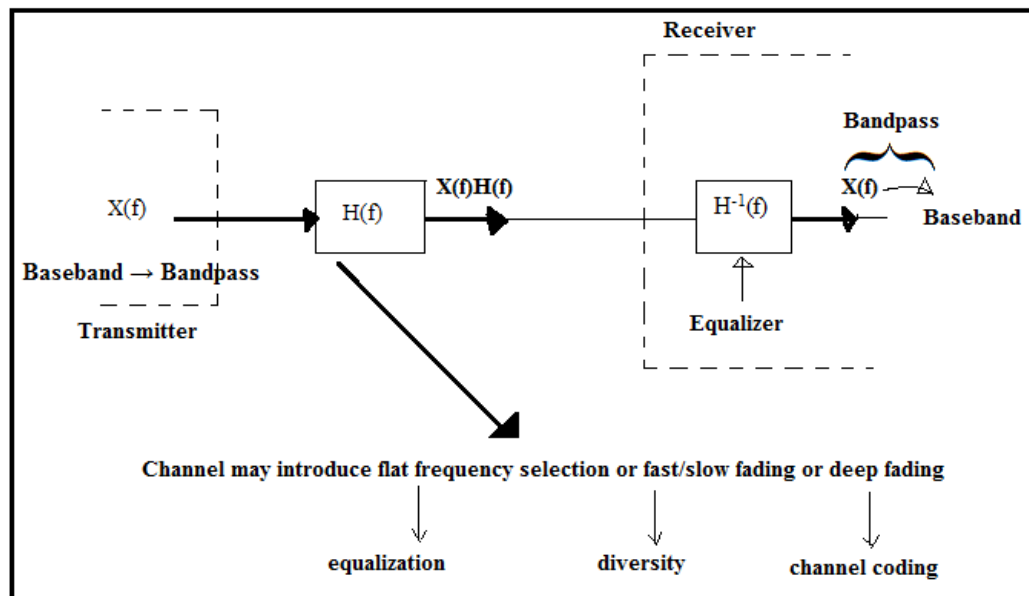 Receiver
Bandpass
X(f)
H(f)
X(f)H(f)
H⁻¹(f)
X(f)
Baseband
Baseband → Bandpass
Transmitter
Equalizer
Channel may introduce flat frequency selection or fast/slow fading or deep fading
equalization
diversity
channel coding